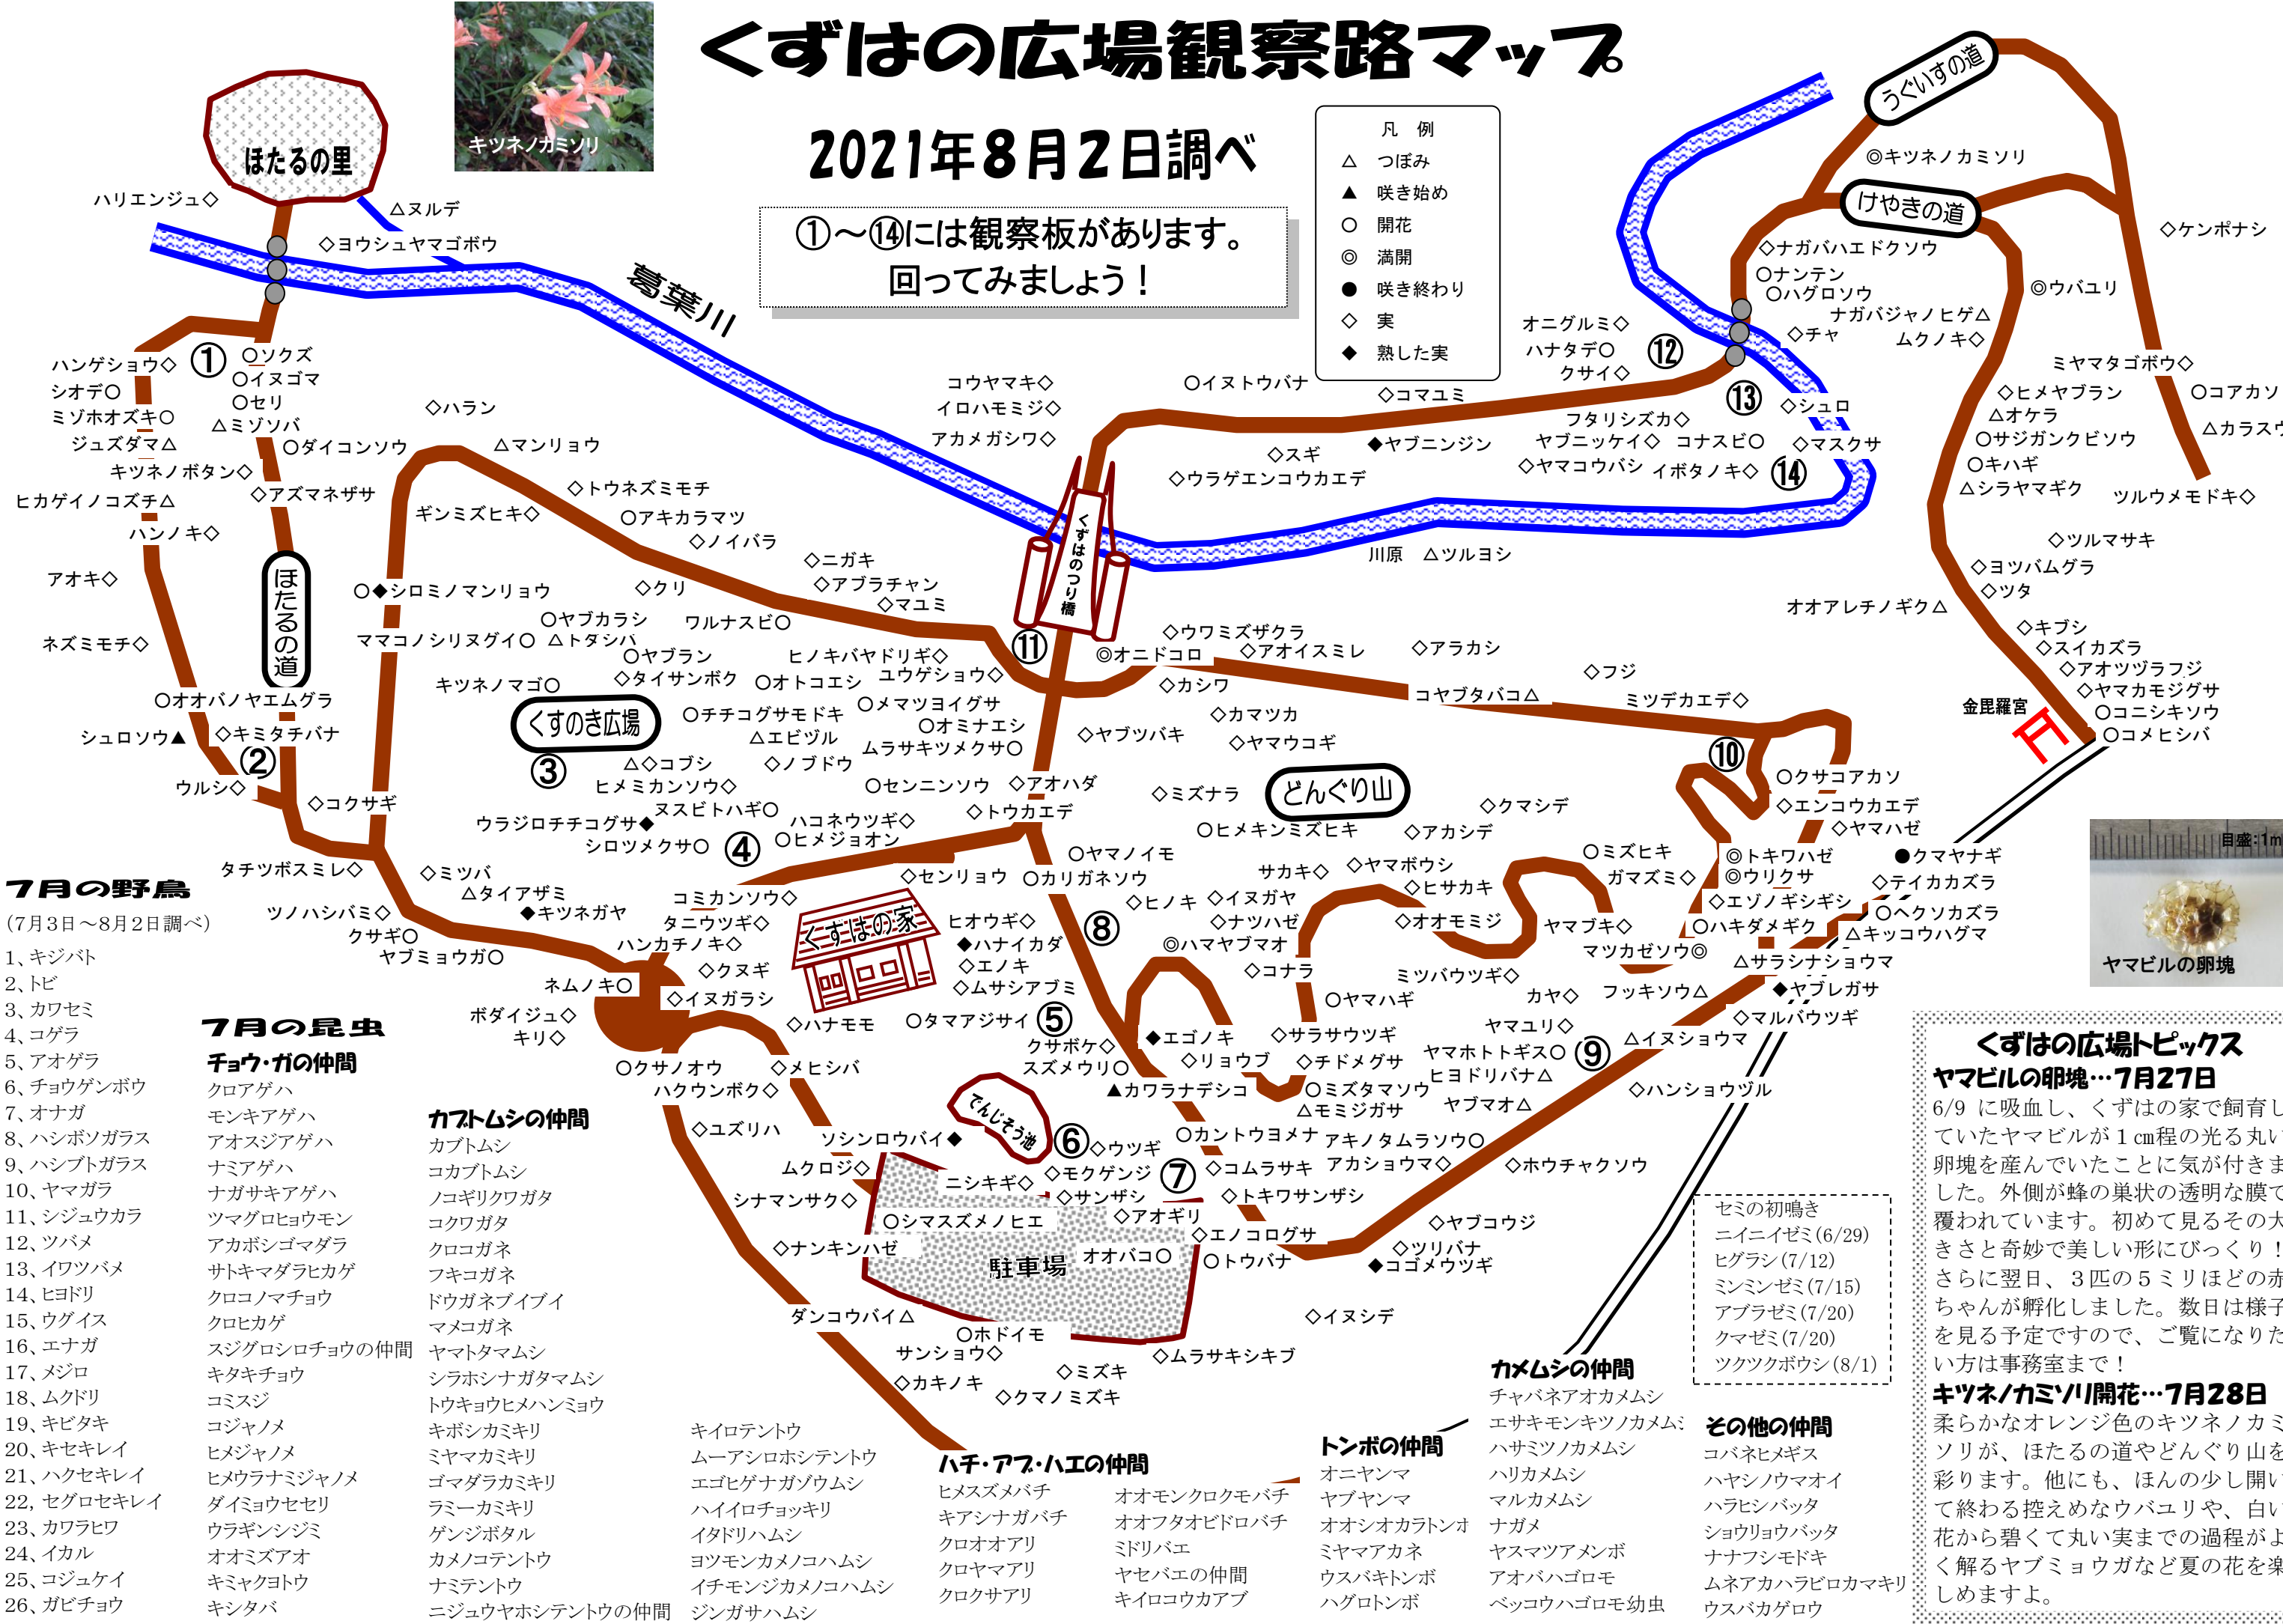 くずはの広場観察路マップ
2021年8月2日調べ
①～⑭には観察板があります。
回ってみましょう！
キツネノカミソリ
凡　例
△　つぼみ
▲　咲き始め
○　開花
◎　満開
●　咲き終わり
◇　実
◆　熟した実
ほたるの里
ハリエンジュ◇
△ヌルデ
◇ヨウシュヤマゴボウ
葛葉川
うぐいすの道
◎キツネノカミソリ
けやきの道
◇ケンポナシ
◇ナガバハエドクソウ
○ナンテン
○ハグロソウ
◎ウバユリ
ナガバジャノヒゲ△
◇チャ
ムクノキ◇
オニグルミ◇
ハナタデ○
クサイ◇
⑫
⑬
ミヤマタゴボウ◇
◇ヒメヤブラン
○コアカソ
△オケラ
△カラスウ
○サジガンクビソウ
○キハギ
△シラヤマギク
ツルウメモドキ◇
◇シュロ
◇マスクサ
フタリシズカ◇
ヤブニッケイ◇
コナスビ○
◇ヤマコウバシ
イボタノキ◇
⑭
コウヤマキ◇
イロハモミジ◇
アカメガシワ◇
○イヌトウバナ
◇コマユミ
◇スギ
◆ヤブニンジン
◇ウラゲエンコウカエデ
ハンゲショウ◇
①
○ソクズ
シオデ○
○イヌゴマ
○セリ
ミゾホオズキ○
△ミゾソバ
ジュズダマ△
○ダイコンソウ
キツネノボタン◇
◇アズマネザサ
ヒカゲイノコズチ△
ハンノキ◇
アオキ◇
ほたるの道
ネズミモチ◇
○オオバノヤエムグラ
シュロソウ▲
◇キミタチバナ
②
ウルシ◇
◇コクサギ
◇ハラン
△マンリョウ
◇トウネズミモチ
ギンミズヒキ◇
○アキカラマツ
◇ノイバラ
◇ニガキ
◇アブラチャン
◇マユミ
○◆シロミノマンリョウ
◇クリ
○ヤブカラシ
ワルナスビ○
ママコノシリヌグイ○
△トダシバ
○ヤブラン
ヒノキバヤドリギ◇
◇タイサンボク
○オトコエシ
ユウゲショウ◇
キツネノマゴ○
くすのき広場
③
○チチコグサモドキ
○メマツヨイグサ
○オミナエシ
△エビヅル
ムラサキツメクサ○
△◇コブシ
◇ノブドウ
ヒメミカンソウ◇
○センニンソウ
◇アオハダ
ヌスビトハギ○
ハコネウツギ◇
◇トウカエデ
ウラジロチチコグサ◆
シロツメクサ○
④
○ヒメジョオン
くずはのつり橋
⑪
川原　△ツルヨシ
◇ウワミズザクラ
◎オニドコロ
◇アオイスミレ
◇アラカシ
◇カシワ
◇フジ
コヤブタバコ△
ミツデカエデ◇
◇カマツカ
◇ヤブツバキ
◇ヤマウコギ
⑩
◇ツルマサキ
◇ヨツバムグラ
◇ツタ
オオアレチノギク△
◇キブシ
◇スイカズラ
◇アオツヅラフジ
◇ヤマカモジグサ
金毘羅宮
○コニシキソウ
○コメヒシバ
◇ミズナラ
どんぐり山
◇クマシデ
○ヒメキンミズヒキ
◇アカシデ
○クサコアカソ
◇エンコウカエデ
◇ヤマハゼ
○ヤマノイモ
○カリガネソウ
サカキ◇
◇ヤマボウシ
◇ヒサカキ
○ミズヒキ
ガマズミ◇
◎トキワハゼ
◎ウリクサ
●クマヤナギ
◇テイカカズラ
◇エゾノギシギシ
○ハキダメギク
○ヘクソカズラ
△キッコウハグマ
◇ヒノキ
◇イヌガヤ
◇ナツハゼ
◎ハマヤブマオ
◇オオモミジ
ヤマブキ◇
マツカゼソウ◎
△サラシナショウマ
◇コナラ
ミツバウツギ◇
○ヤマハギ
カヤ◇
フッキソウ△
◆ヤブレガサ
◇マルバウツギ
目盛:1m
ヤマビルの卵塊
◇センリョウ
コミカンソウ◇
タニウツギ◇
ハンカチノキ◇
くずはの家
ヒオウギ◇
◆ハナイカダ
◇エノキ
◇ムサシアブミ
⑧
タチツボスミレ◇
◇ミツバ
△タイアザミ
ツノハシバミ◇
◆キツネガヤ
クサギ○
ヤブミョウガ○
ネムノキ○
◇クヌギ
◇イヌガラシ
ボダイジュ◇
キリ◇
◇ハナモモ
○タマアジサイ
⑤
クサボケ◇
スズメウリ○
○クサノオウ
◇メヒシバ
ハクウンボク◇
◇ユズリハ
◆エゴノキ
◇サラサウツギ
◇リョウブ
◇チドメグサ
▲カワラナデシコ
○ミズタマソウ
△モミジガサ
ヤマユリ◇
ヤマホトトギス○
⑨
△イヌショウマ
ヒヨドリバナ△
ヤブマオ△
◇ハンショウヅル
でんじそう池
⑥
ソシンロウバイ◆
◇ウツギ
○カントウヨメナ
アキノタムラソウ○
ムクロジ◇
◇モクゲンジ
⑦
◇コムラサキ
アカショウマ◇
◇ホウチャクソウ
ニシキギ◇
シナマンサク◇
◇サンザシ
◇トキワサンザシ
○シマスズメノヒエ
◇アオギリ
◇エノコログサ
◇ヤブコウジ
◇ナンキンハゼ
オオバコ○
駐車場
○トウバナ
◇ツリバナ
◆コゴメウツギ
ダンコウバイ△
◇イヌシデ
○ホドイモ
サンショウ◇
◇ムラサキシキブ
◇カキノキ
◇ミズキ
◇クマノミズキ
7月の野鳥
(7月3日～8月2日調べ)
1、キジバト
2、トビ
3、カワセミ
4、コゲラ
5、アオゲラ
6、チョウゲンボウ
7、オナガ
8、ハシボソガラス
9、ハシブトガラス
10、ヤマガラ
11、シジュウカラ
12、ツバメ
13、イワツバメ
14、ヒヨドリ
15、ウグイス
16、エナガ
17、メジロ
18、ムクドリ
19、キビタキ
20、キセキレイ
21、ハクセキレイ
22, セグロセキレイ
23、カワラヒワ
24、イカル
25、コジュケイ
26、ガビチョウ
7月の昆虫
チョウ・ガの仲間
クロアゲハ
モンキアゲハ
アオスジアゲハ
ナミアゲハ
ナガサキアゲハ
ツマグロヒョウモン
アカボシゴマダラ
サトキマダラヒカゲ
クロコノマチョウ
クロヒカゲ
スジグロシロチョウの仲間
キタキチョウ
コミスジ
コジャノメ
ヒメジャノメ
ヒメウラナミジャノメ
ダイミョウセセリ
ウラギンシジミ
オオミズアオ
キミャクヨトウ
キシタバ
カブトムシの仲間
カブトムシ
コカブトムシ
ノコギリクワガタ
コクワガタ
クロコガネ
フキコガネ
ドウガネブイブイ
マメコガネ
ヤマトタマムシ
シラホシナガタマムシ
トウキョウヒメハンミョウ
キボシカミキリ
ミヤマカミキリ
ゴマダラカミキリ
ラミーカミキリ
ゲンジボタル
カメノコテントウ
ナミテントウ
ニジュウヤホシテントウの仲間
キイロテントウ
ムーアシロホシテントウ
エゴヒゲナガゾウムシ
ハイイロチョッキリ
イタドリハムシ
ヨツモンカメノコハムシ
イチモンジカメノコハムシ
ジンガサハムシ
ハチ・アブ・ハエの仲間
ヒメスズメバチ
キアシナガバチ
クロオオアリ
クロヤマアリ
クロクサアリ
オオモンクロクモバチ
オオフタオビドロバチ
ミドリバエ
ヤセバエの仲間
キイロコウカアブ
トンボの仲間
オニヤンマ
ヤブヤンマ
オオシオカラトンボ
ミヤマアカネ
ウスバキトンボ
ハグロトンボ
カメムシの仲間
チャバネアオカメムシ
エサキモンキツノカメムシ
ハサミツノカメムシ
ハリカメムシ
マルカメムシ
ナガメ
ヤスマツアメンボ
アオバハゴロモ
ベッコウハゴロモ幼虫
その他の仲間
コバネヒメギス
ハヤシノウマオイ
ハラヒシバッタ
ショウリョウバッタ
ナナフシモドキ
ムネアカハラビロカマキリ
ウスバカゲロウ
セミの初鳴き
ニイニイゼミ(6/29)
ヒグラシ(7/12)
ミンミンゼミ(7/15)
アブラゼミ(7/20)
クマゼミ(7/20)
ツクツクボウシ(8/1)
くずはの広場トピックス
ヤマビルの卵塊…7月27日
6/9 に吸血し、くずはの家で飼育し
ていたヤマビルが１㎝程の光る丸い
卵塊を産んでいたことに気が付きま
した。外側が蜂の巣状の透明な膜で
覆われています。初めて見るその大
きさと奇妙で美しい形にびっくり！
さらに翌日、３匹の５ミリほどの赤
ちゃんが孵化しました。数日は様子
を見る予定ですので、ご覧になりた
い方は事務室まで！
キツネノカミソリ開花…7月28日
柔らかなオレンジ色のキツネノカミ
ソリが、ほたるの道やどんぐり山を
彩ります。他にも、ほんの少し開い
て終わる控えめなウバユリや、白い
花から碧くて丸い実までの過程がよ
く解るヤブミョウガなど夏の花を楽
しめますよ。